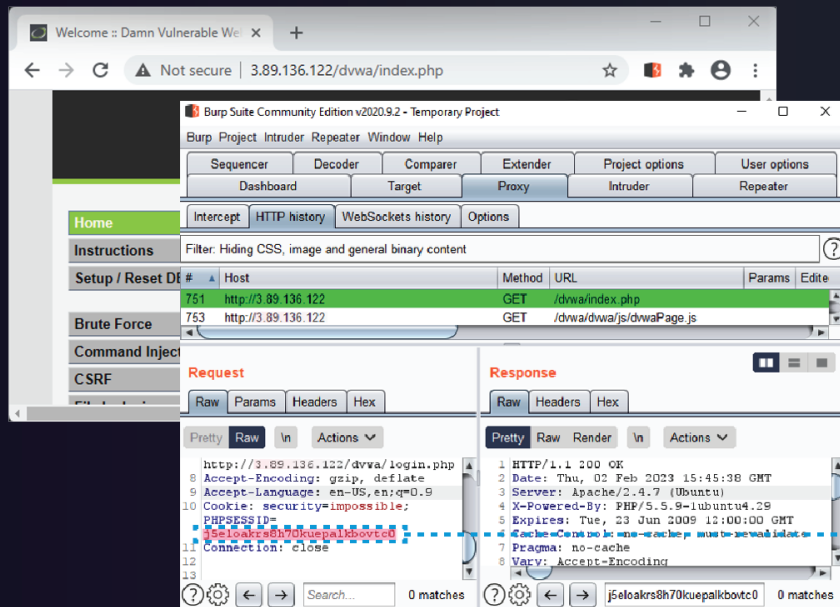 Welcome :: Damn Vulnerable We
Not secure | 3.89.136.122/dvwa/index.php
Burp Suite Community Edition v2020.9.2 - Temporary Project
Burp Project Intruder Repeater Window Help
Sequencer Decoder Comparer Extender Project options User options
Dashboard Target Proxy Intruder Repeater
Intercept HTTP history WebSockets history Options
Filter: Hiding CSS, image and general binary content
# Host Method URL Params Edite
751 http://3.89.136.122 GET /dvwa/index.php
753 http://3.89.136.122 GET /dvwa/dvwa/js/dvwaPage.js
Home
Instructions
Setup / Reset DB
Brute Force
Command Inject
CSRF
Request
Raw Params Headers Hex
Pretty Raw \n Actions
http://3.89.136.122/dvwa/login.php
8 Accept-Encoding: gzip, deflate
9 Accept-Language: en-US,en;q=0.9
10 Cookie: security=impossible;
PHPSESSID=
j5eloakrs8h70kuepalkbovtc0
11 Connection: close
12
13
Search... 0 matches
Response
Raw Headers Hex
Pretty Raw Render \n Actions
1 HTTP/1.1 200 OK
2 Date: Thu, 02 Feb 2023 15:45:38 GMT
3 Server: Apache/2.4.7 (Ubuntu)
4 X-Powered-By: PHP/5.5.9-1ubuntu4.29
5 Expires: Tue, 23 Jun 2009 12:00:00 GMT
6 Cache-Control: no-cache, must-revalidate
7 Pragma: no-cache
8 Vary: Accept-Encoding
j5eloakrs8h70kuepalkbovtc0 0 matches